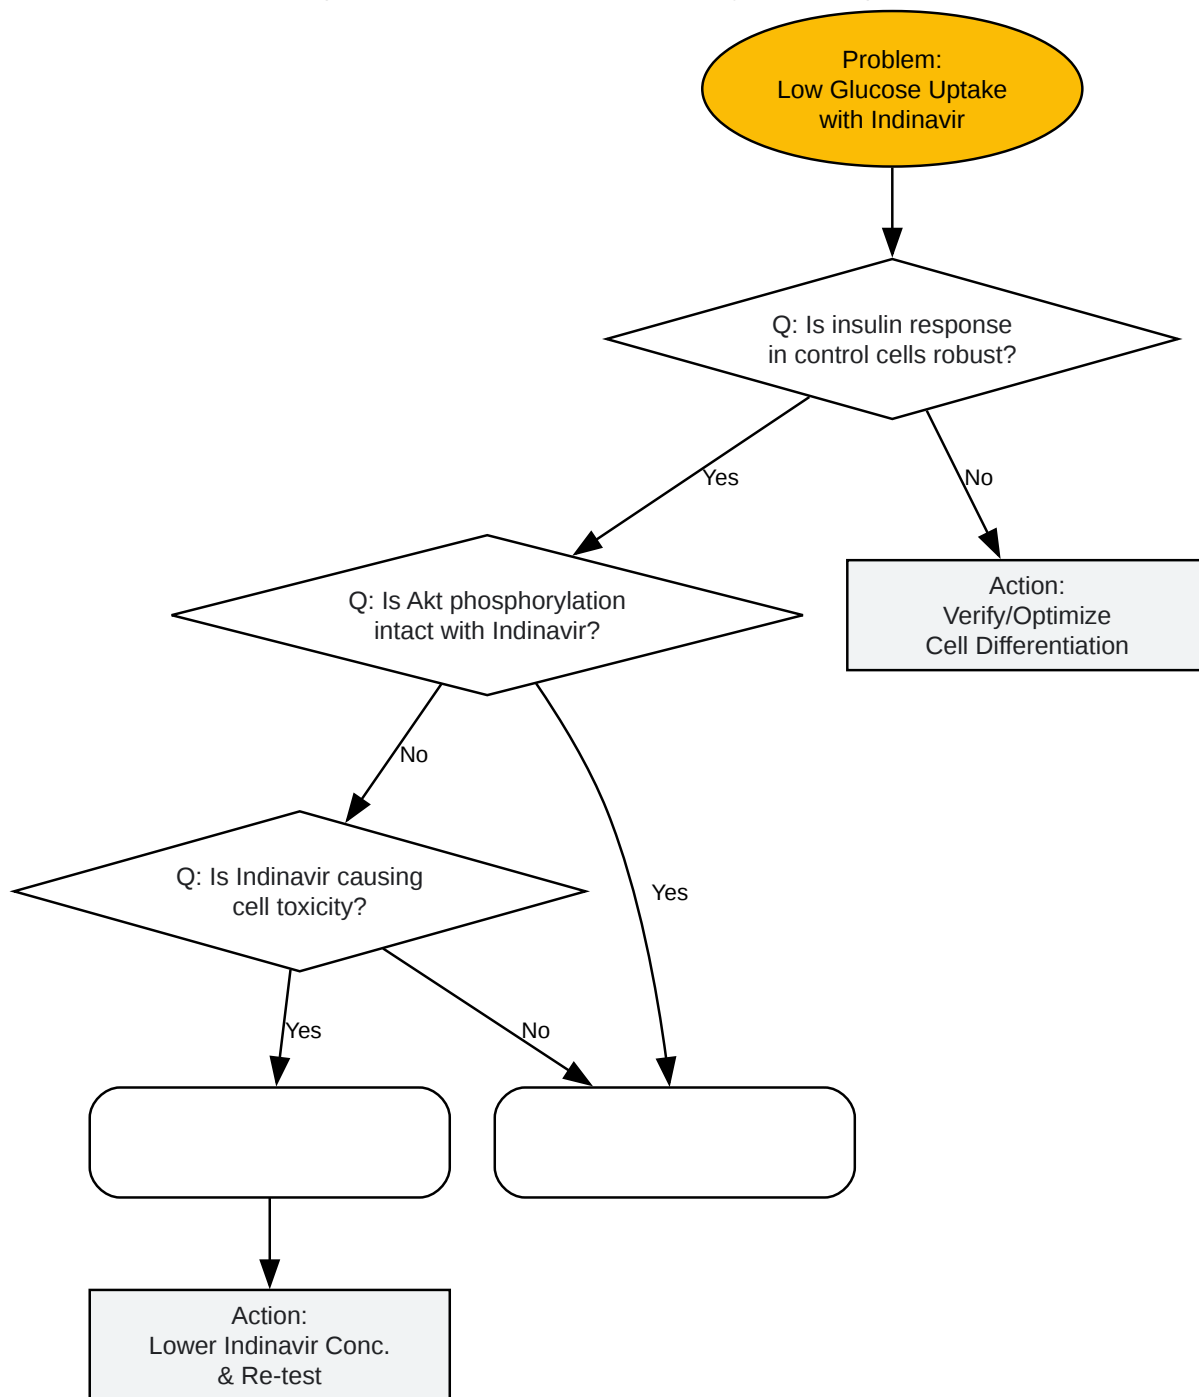 Problem:
Low Glucose Uptake
with Indinavir
Q: Is insulin response
in control cells robust?
Yes
No
Q: Is Akt phosphorylation
intact with Indinavir?
Action:
Verify/Optimize
Cell Differentiation
No
Yes
Q: Is Indinavir causing
cell toxicity?
Yes
No
Action:
Lower Indinavir Conc.
& Re-test